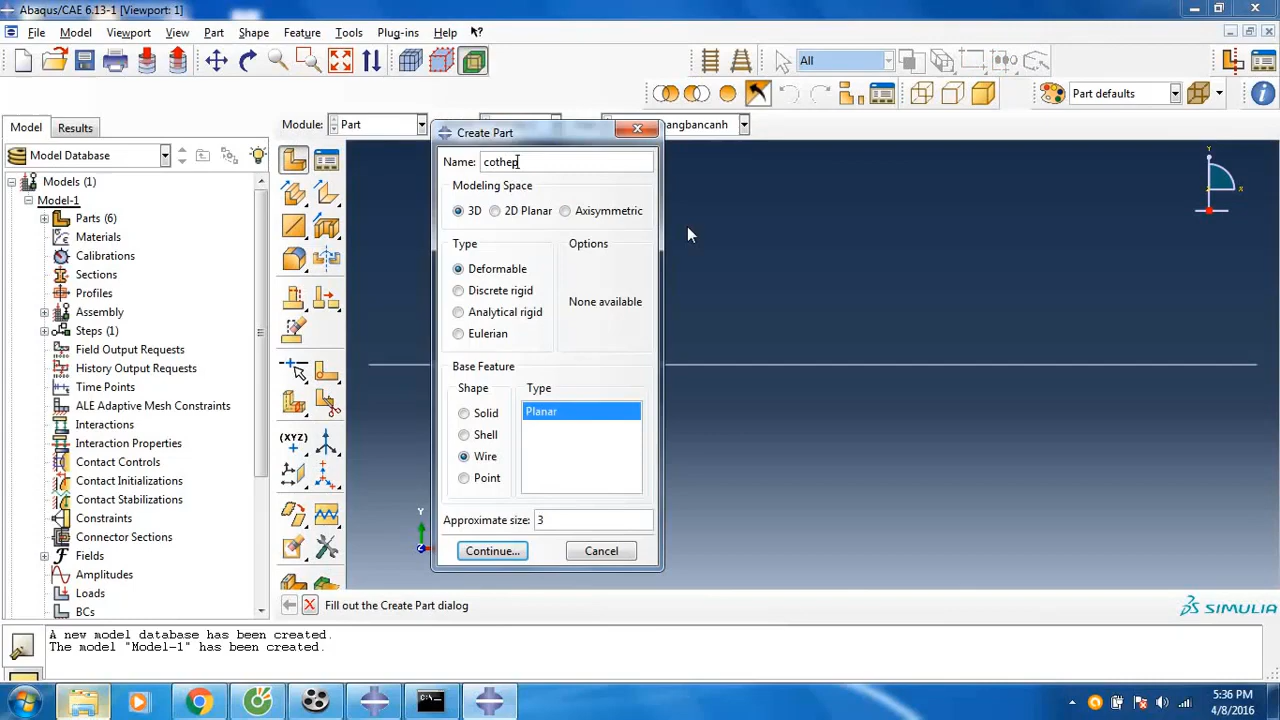 Abaqus/CAE 6.13-1 [Viewport: 1]
File Model Viewport View Part Shape Feature Tools Plug-ins Help
All
Part defaults
Model Results
Module: Part
angbancanh
Model Database
Models (1)
Model-1
Parts (6)
Materials
Calibrations
Sections
Profiles
Assembly
Steps (1)
Field Output Requests
History Output Requests
Time Points
ALE Adaptive Mesh Constraints
Interactions
Interaction Properties
Contact Controls
Contact Initializations
Contact Stabilizations
Constraints
Connector Sections
Fields
Amplitudes
Loads
BCs
(XYZ)
Create Part
Name: cothep
Modeling Space
3D 2D Planar Axisymmetric
Type
Deformable
Discrete rigid
Analytical rigid
Eulerian
Options
None available
Base Feature
Shape
Solid
Shell
Wire
Point
Type
Planar
Approximate size: 3
Continue... Cancel
Y
X
Y
Fill out the Create Part dialog
SIMULIA
A new model database has been created.
The model "Model-1" has been created.
5:36 PM
4/8/2016